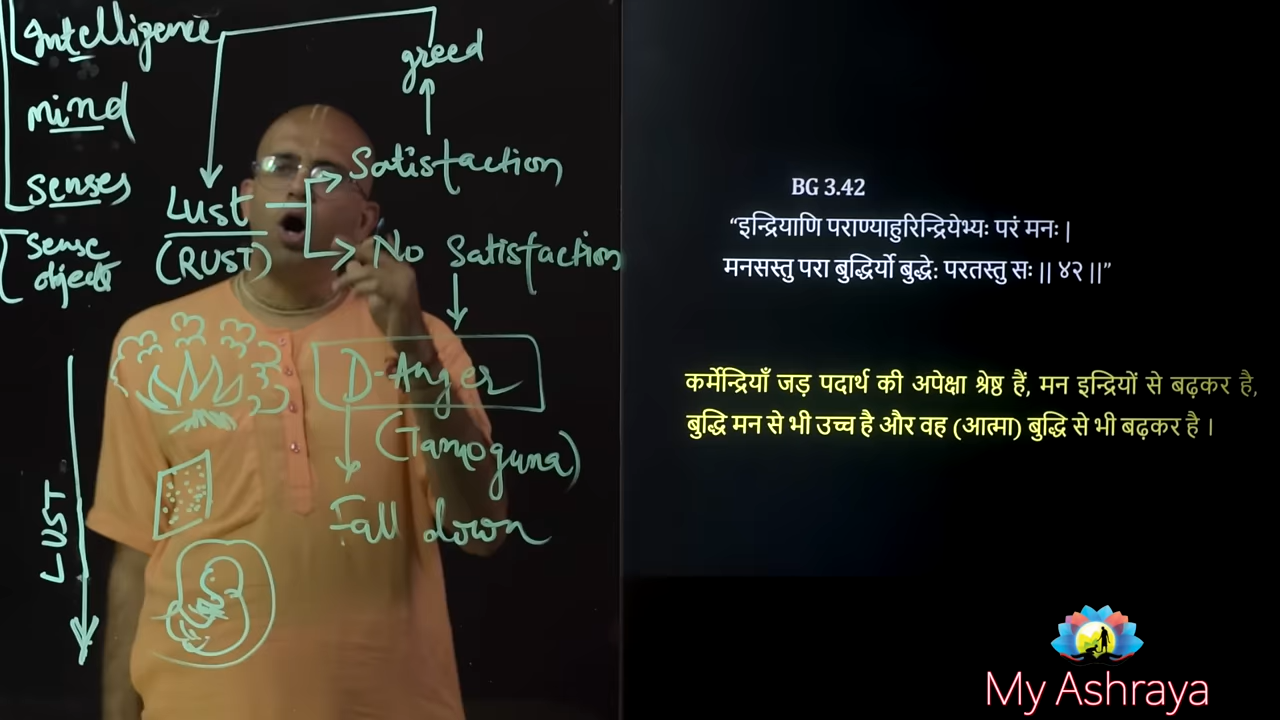 Intelligence
greed
mind
Satisfaction
senses
Lust
(RUST)
Sense
objects
No Satisfaction
D-Anger
(Tamoguna)
Fall down
LUST
BG 3.42
“इन्द्रियाणि पराण्याहुरिन्द्रियेभ्यः परं मनः |
मनसस्तु परा बुद्धिर्यो बुद्धेः परतस्तु सः || ४२ ||”
कर्मेन्द्रियाँ जड़ पदार्थ की अपेक्षा श्रेष्ठ हैं, मन इन्द्रियों से बढ़कर है,
बुद्धि मन से भी उच्च है और वह (आत्मा) बुद्धि से भी बढ़कर है ।
My Ashraya